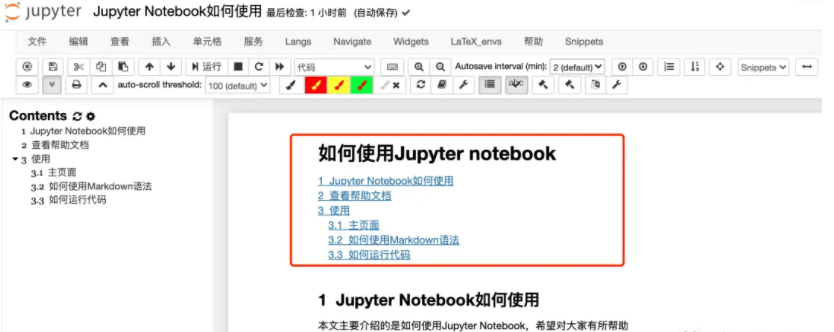 jupyter Jupyter Notebook如何使用 最后检查: 1 小时前 (自动保存)
文件 编辑 查看 插入 单元格 服务 Langs Navigate Widgets LaTeX_envs 帮助 Snippets
运行 代码 Autosave interval (min): 2 (default) Snippets
auto-scroll threshold: 100 (default)
Contents
1 Jupyter Notebook如何使用
2 查看帮助文档
3 使用
3.1 主页面
3.2 如何使用Markdown语法
3.3 如何运行代码
如何使用Jupyter notebook
1 Jupyter Notebook如何使用
2 查看帮助文档
3 使用
3.1 主页面
3.2 如何使用Markdown语法
3.3 如何运行代码
1 Jupyter Notebook如何使用
本文主要介绍的是如何使用Jupyter Notebook，希望对大家有所帮助